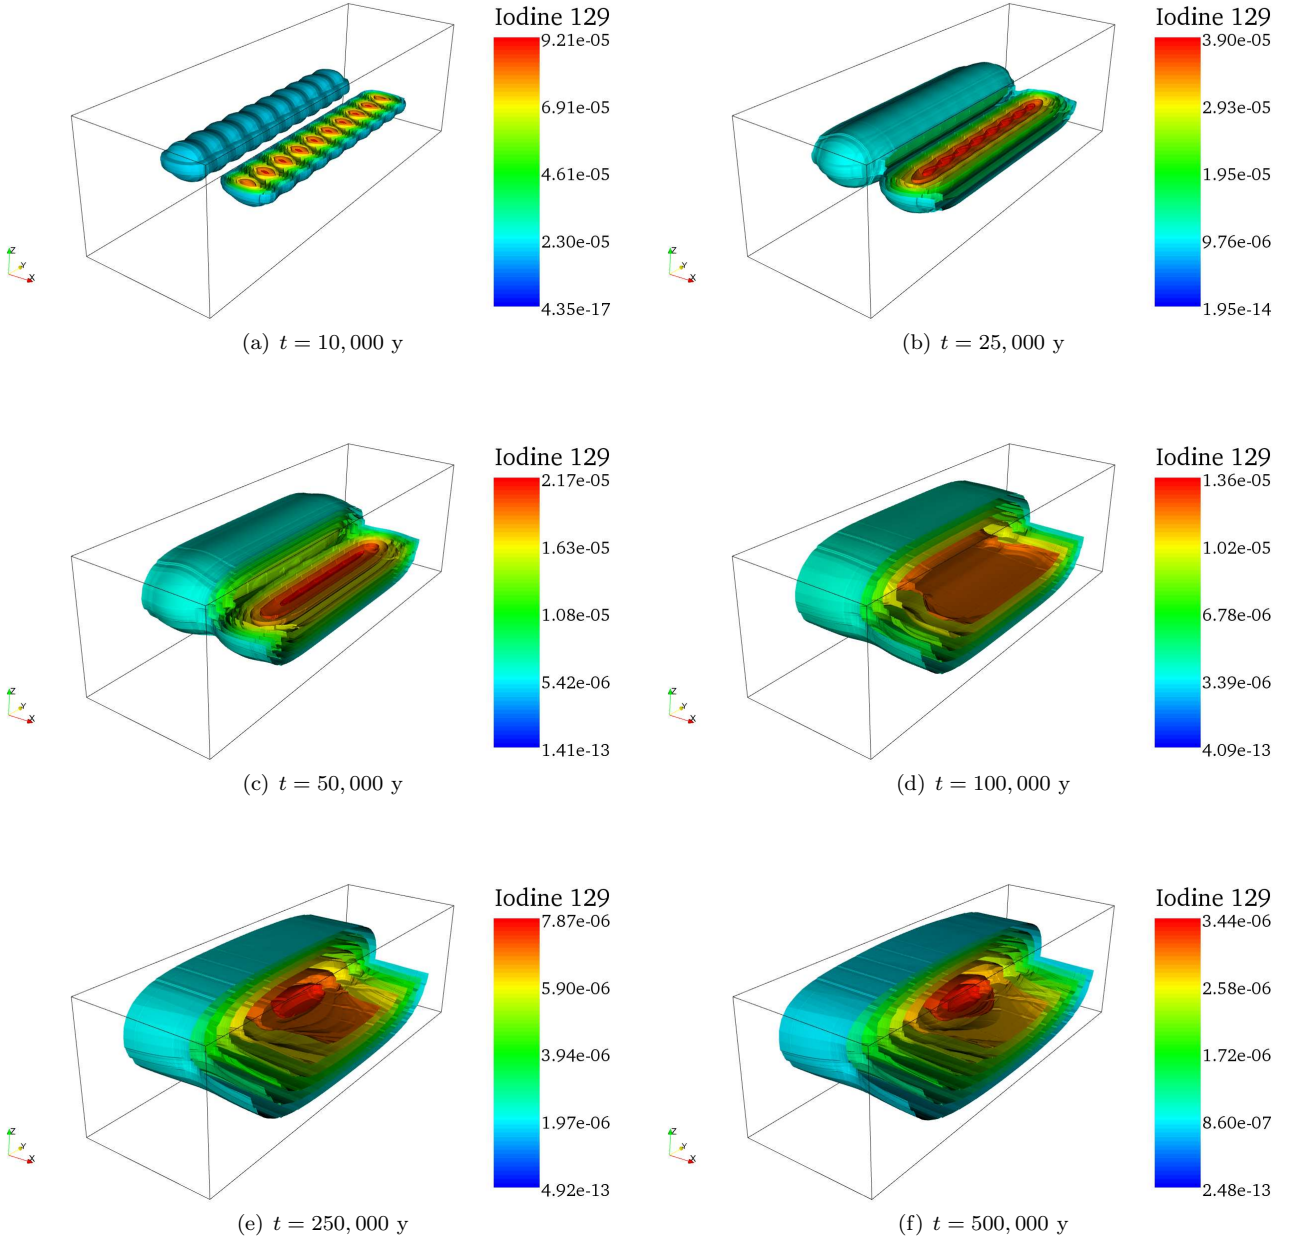 Iodine 129
9.21e-05
6.91e-05
4.61e-05
2.30e-05
4.35e-17
Z
Y
X
(a) t = 10,000 y
Iodine 129
3.90e-05
2.93e-05
1.95e-05
9.76e-06
1.95e-14
Z
Y
X
(b) t = 25,000 y
Iodine 129
2.17e-05
1.63e-05
1.08e-05
5.42e-06
1.41e-13
Z
Y
X
(c) t = 50,000 y
Iodine 129
1.36e-05
1.02e-05
6.78e-06
3.39e-06
4.09e-13
Z
Y
X
(d) t = 100,000 y
Iodine 129
7.87e-06
5.90e-06
3.94e-06
1.97e-06
4.92e-13
Z
Y
X
(e) t = 250,000 y
Iodine 129
3.44e-06
2.58e-06
1.72e-06
8.60e-07
2.48e-13
Z
Y
X
(f) t = 500,000 y